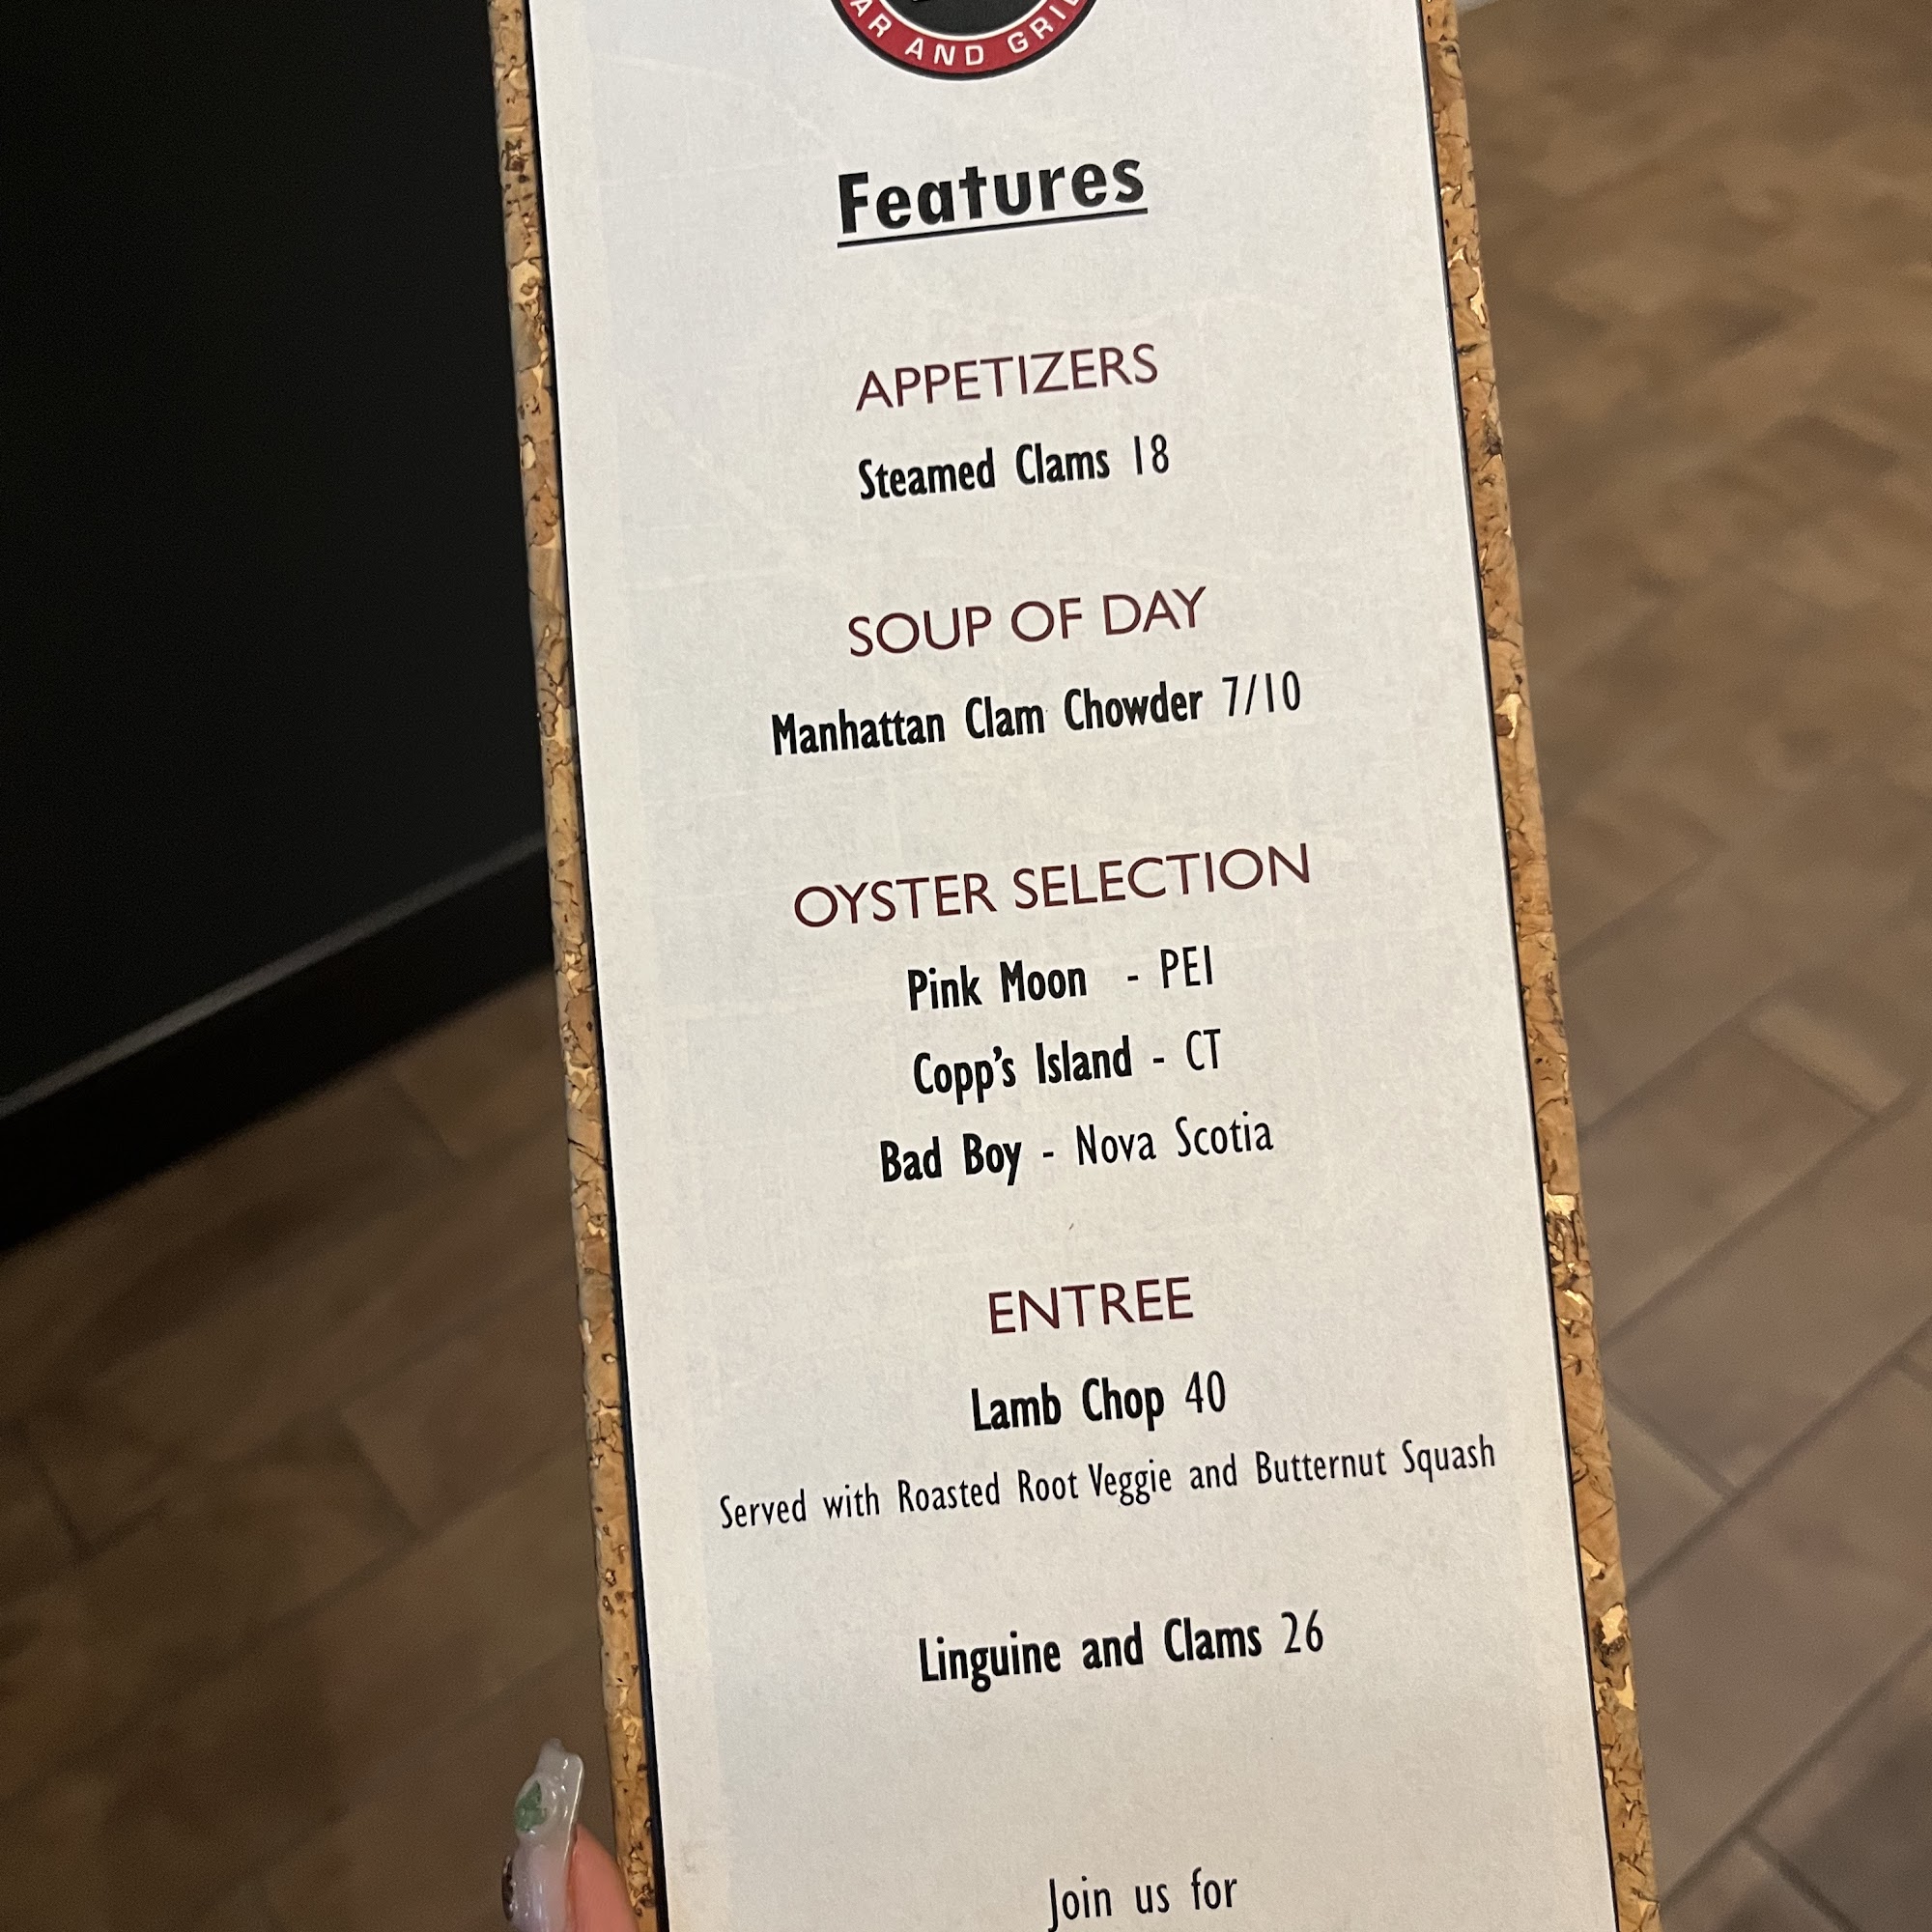 AND
Features
APPETIZERS
Steamed Clams 18
SOUP OF DAY
Manhattan Clam Chowder 7/10
OYSTER SELECTION
Pink Moon - PEI
Copp's Island - CT
Bad Boy - Nova Scotia
ENTREE
Lamb Chop 40
Served with Roasted Root Veggie and Butternut Squash
Linguine and Clams 26
Join us for